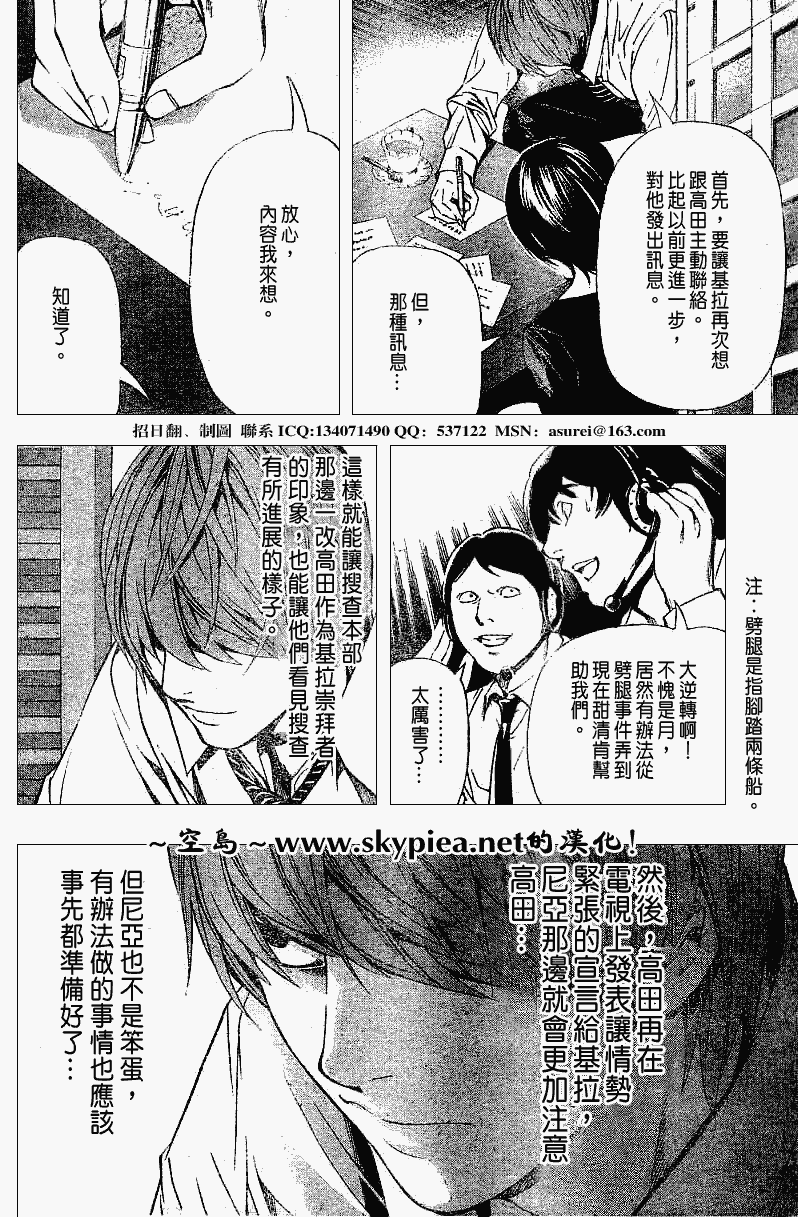 首先，要讓基拉再次想
跟高田主動聯絡。
比起以前更進一步，
對他發出訊息。
但，
那種訊息…
放心，
內容我來想。
知道了。
招日翻、制圖 聯系ICQ:134071490 QQ：537122 MSN：asurei@163.com
注：劈腿是指腳踏兩條船。
大逆轉啊！
不愧是月，
居然有辦法從
劈腿事件弄到
現在甜清肯幫
助我們。
…………
太厲害了…
這樣就能讓搜查本部
那邊一改高田作為基拉崇拜者
的印象，也能讓他們看見搜查
有所進展的樣子。
～空島～www.skypiea.net的漢化！
然後，高田再在
電視上發表讓情勢
緊張的宣言給基拉，
尼亞那邊就會更加注意
高田…
但尼亞也不是笨蛋，
有辦法做的事情也應該
事先都準備好了…